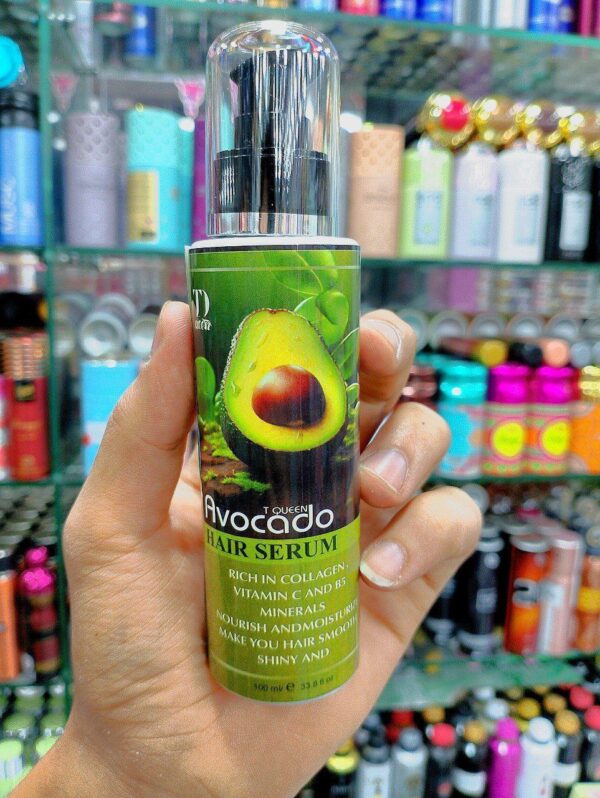 T QUEEN
Avocado
HAIR SERUM
RICH IN COLLAGEN,
VITAMIN C AND B5
MINERALS
NOURISH ANDMOISTURIZ
MAKE YOU HAIR SMOOTH
SHINY AND
100 ml e 33.8 fl oz